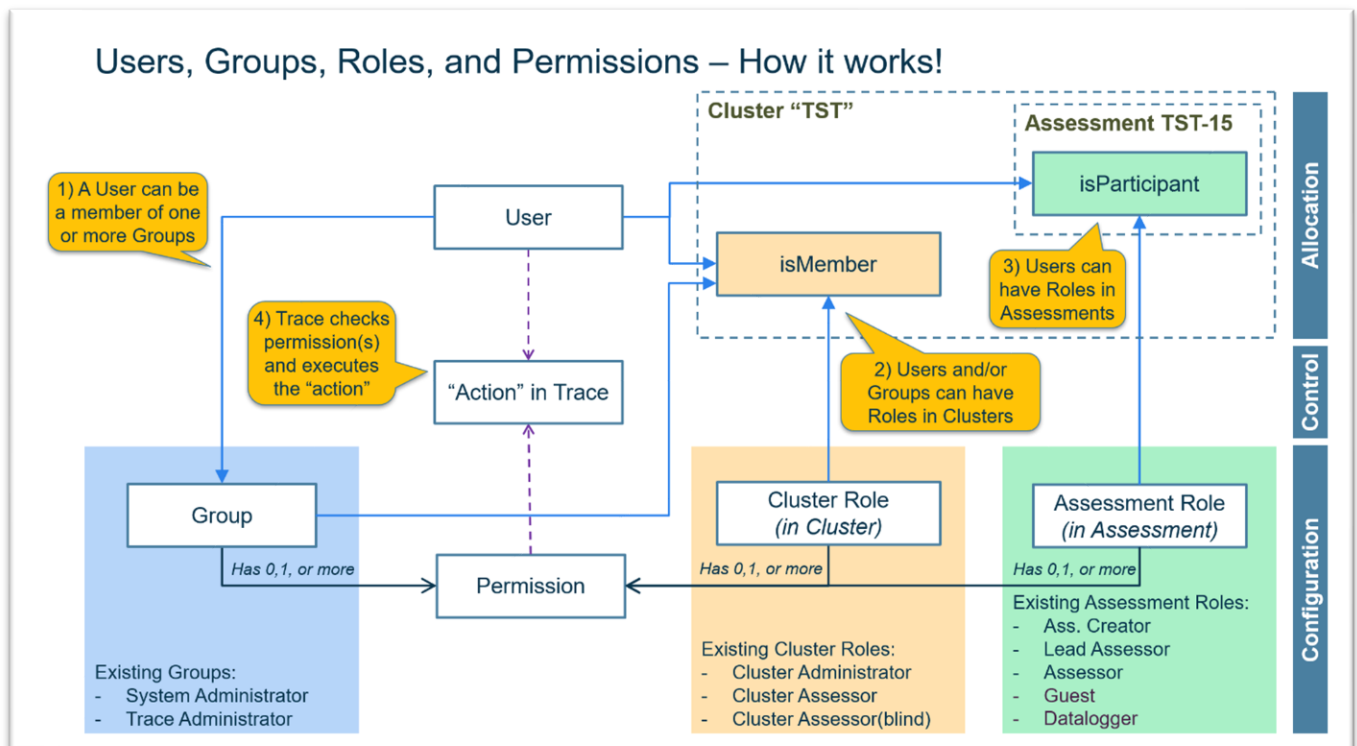 Users, Groups, Roles, and Permissions – How it works!
Cluster “TST”
Assessment TST-15
isParticipant
Allocation
1) A User can be
a member of one
or more Groups
User
isMember
3) Users can
have Roles in
Assessments
4) Trace checks
permission(s)
and executes
the “action”
“Action” in Trace
2) Users and/or
Groups can have
Roles in Clusters
Control
Group
Has 0,1, or more
Permission
Cluster Role
(in Cluster)
Has 0,1, or more
Assessment Role
(in Assessment)
Has 0,1, or more
Configuration
Existing Groups:
- System Administrator
- Trace Administrator
Existing Cluster Roles:
- Cluster Administrator
- Cluster Assessor
- Cluster Assessor(blind)
Existing Assessment Roles:
- Ass. Creator
- Lead Assessor
- Assessor
- Guest
- Datalogger